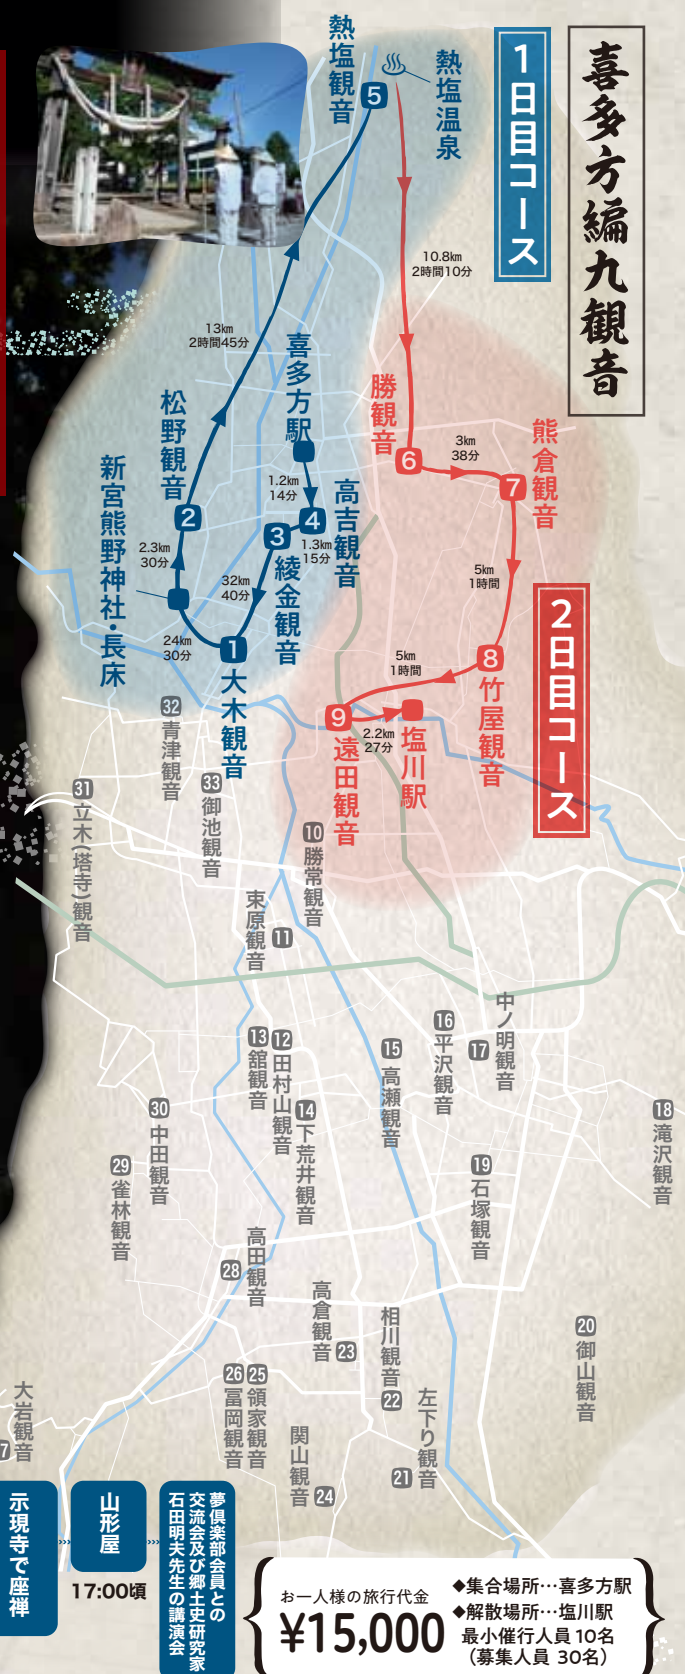 喜多方編九観音
1日目コース
熱塩温泉
熱塩観音
5
10.8km
2時間10分
13km
2時間45分
喜多方駅
松野観音
勝観音
6
3km
38分
熊倉観音
7
新宮熊野神社・長床
1.2km
14分
高吉観音
4
3
綾金観音
1.3km
15分
2
2.3km
30分
32km
40分
24km
30分
1
大木観音
5km
1時間
2日目コース
8
竹屋観音
5km
1時間
9
遠田観音
2.2km
27分
塩川駅
32
青津観音
33
御池観音
31
立木(塔寺)観音
10
勝常観音
束原観音
11
中ノ明観音
17
16
平沢観音
15
高瀬観音
13
舘観音
12
田村山観音
14
下荒井観音
18
滝沢観音
30
中田観音
29
雀林観音
19
石塚観音
高田観音
28
高倉観音
23
相川観音
22
20
御山観音
26
冨岡観音
25
領家観音
左下り観音
21
関山観音
24
大岩観音
7
示現寺で座禅
山形屋
17:00頃
夢倶楽部会員との
交流会及び郷土史研究家
石田明夫先生の講演会
お一人様の旅行代金
¥15,000
◆集合場所…喜多方駅
◆解散場所…塩川駅
最小催行人員 10名
(募集人員 30名)